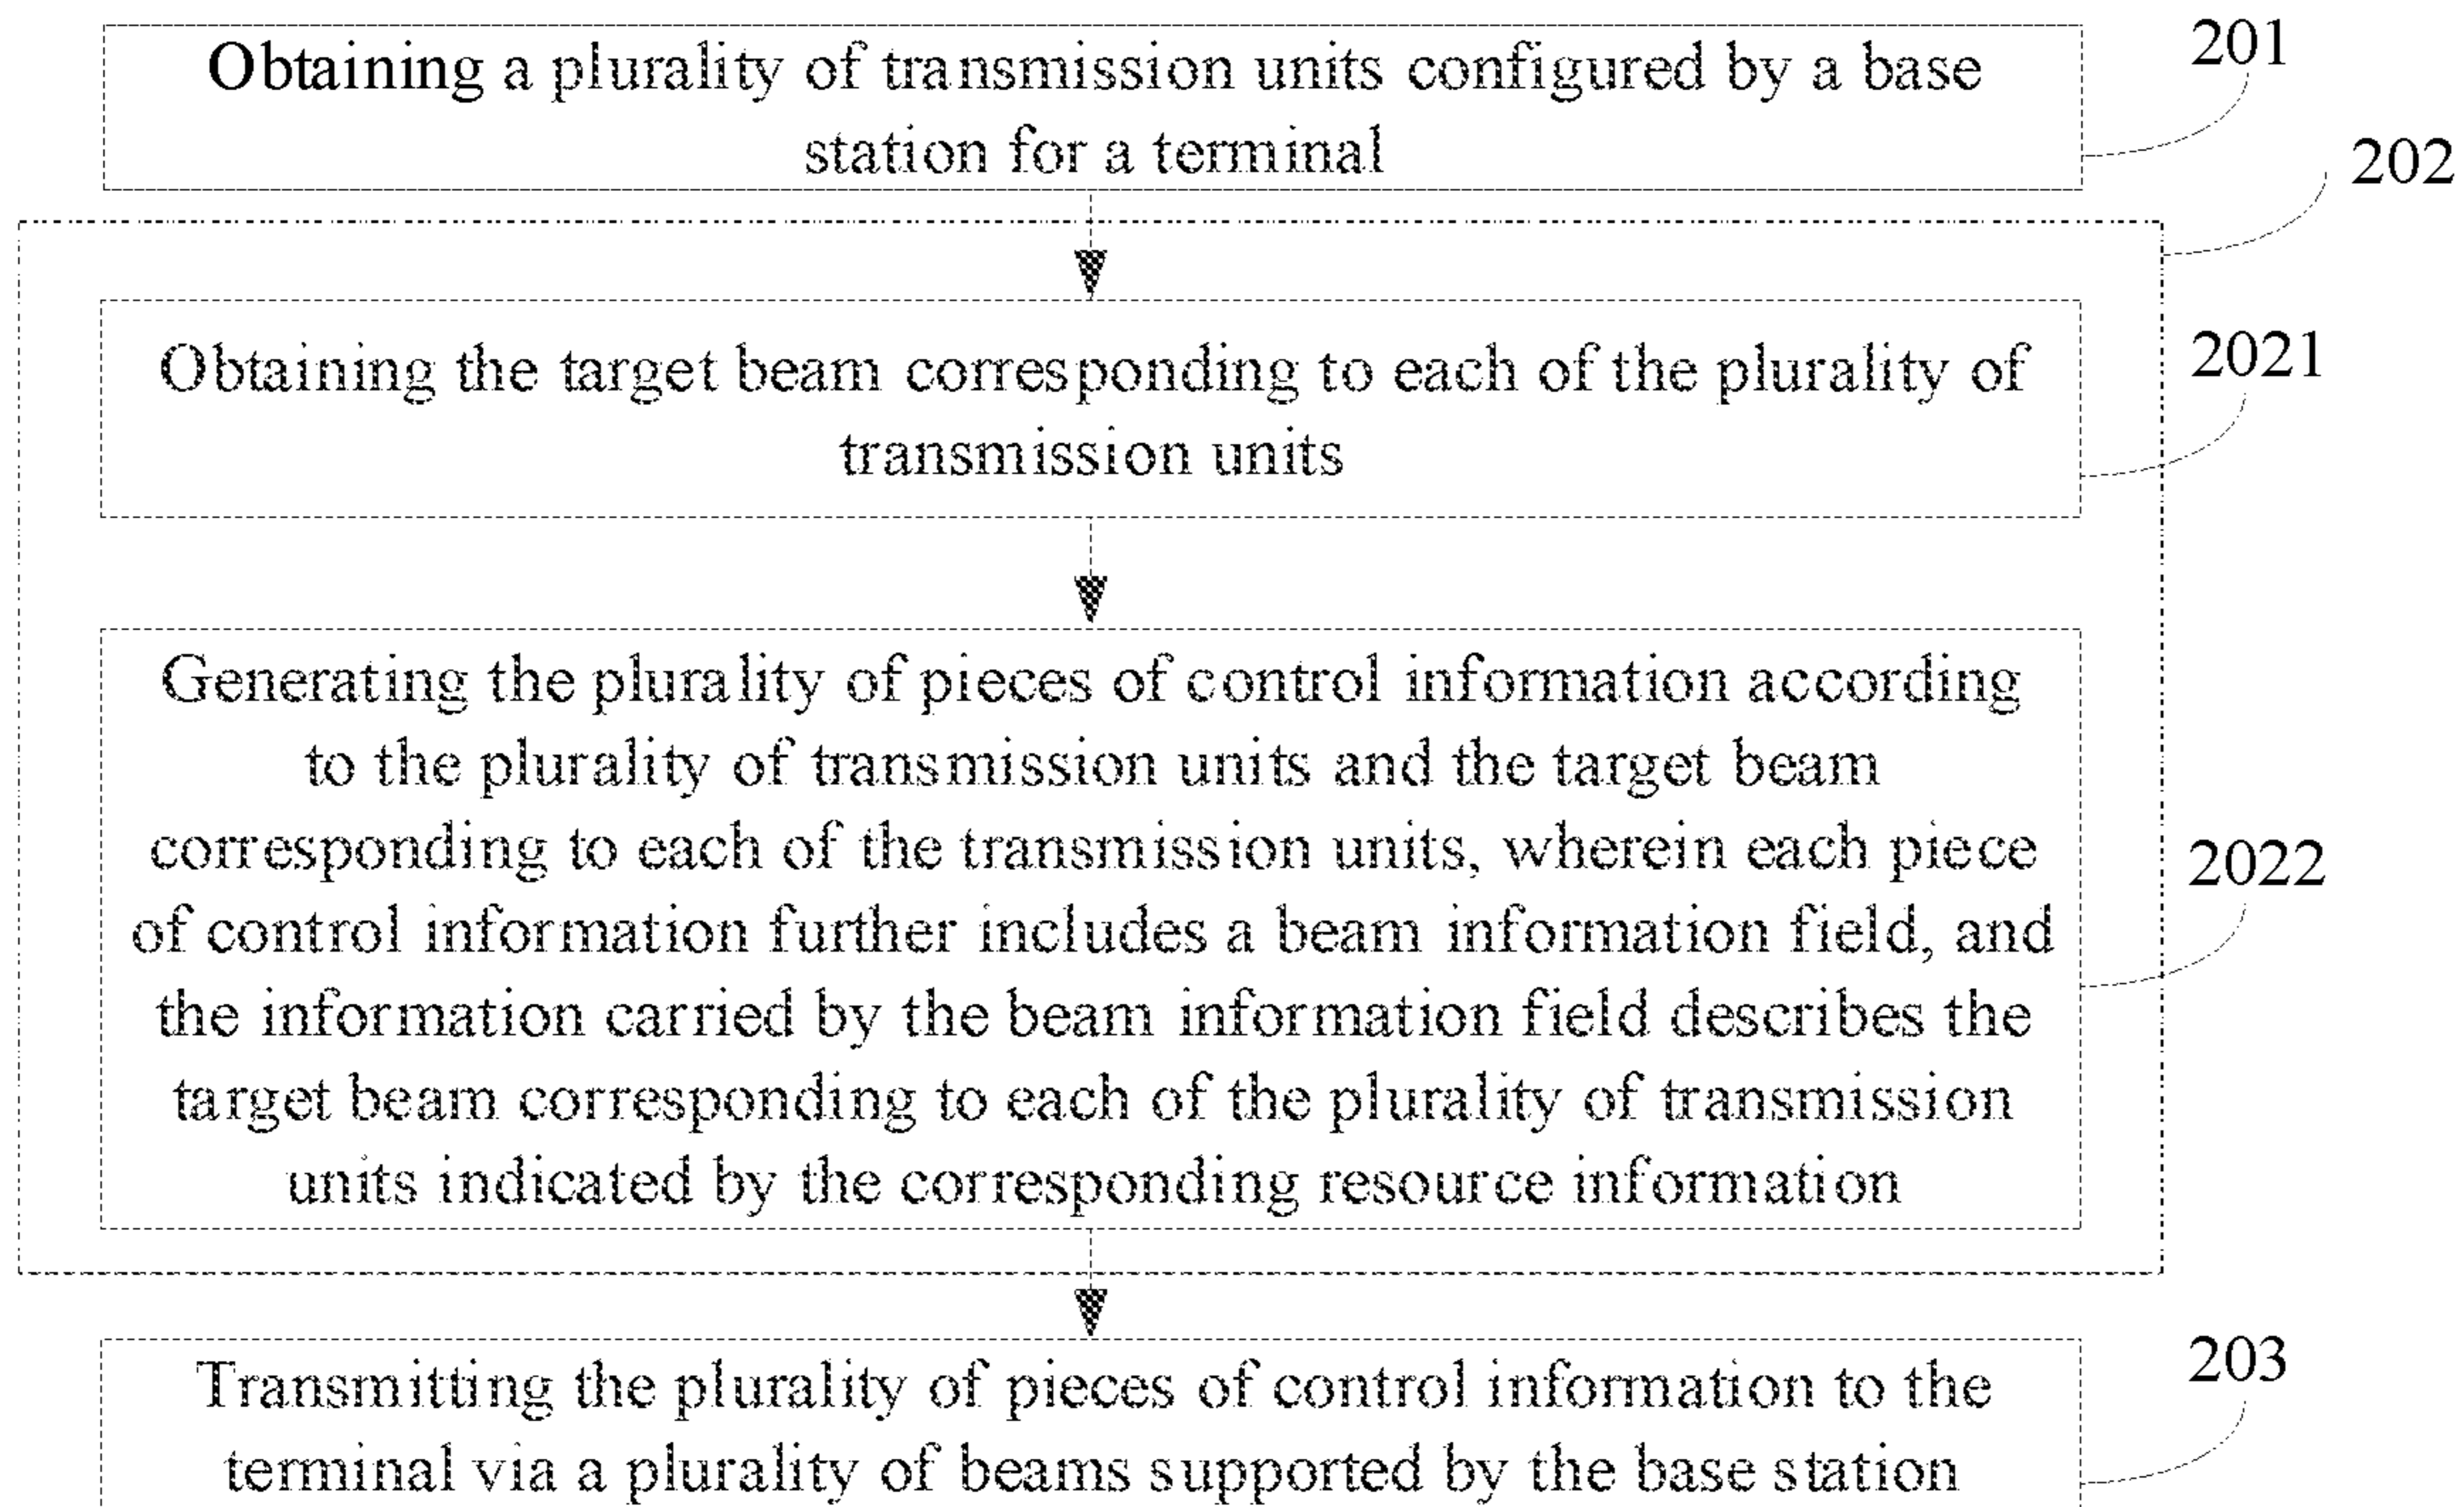 Obtaining a plurality of transmission units configured by a base
station for a terminal
201
202
Obtaining the target beam corresponding to each of the plurality of
transmission units
2021
Generating the plurality of pieces of control information according
to the plurality of transmission units and the target beam
corresponding to each of the transmission units, wherein each piece
of control information further includes a beam information field, and
the information carried by the beam information field describes the
target beam corresponding to each of the plurality of transmission
units indicated by the corresponding resource information
2022
Transmitting the plurality of pieces of control information to the
terminal via a plurality of beams supported by the base station
203